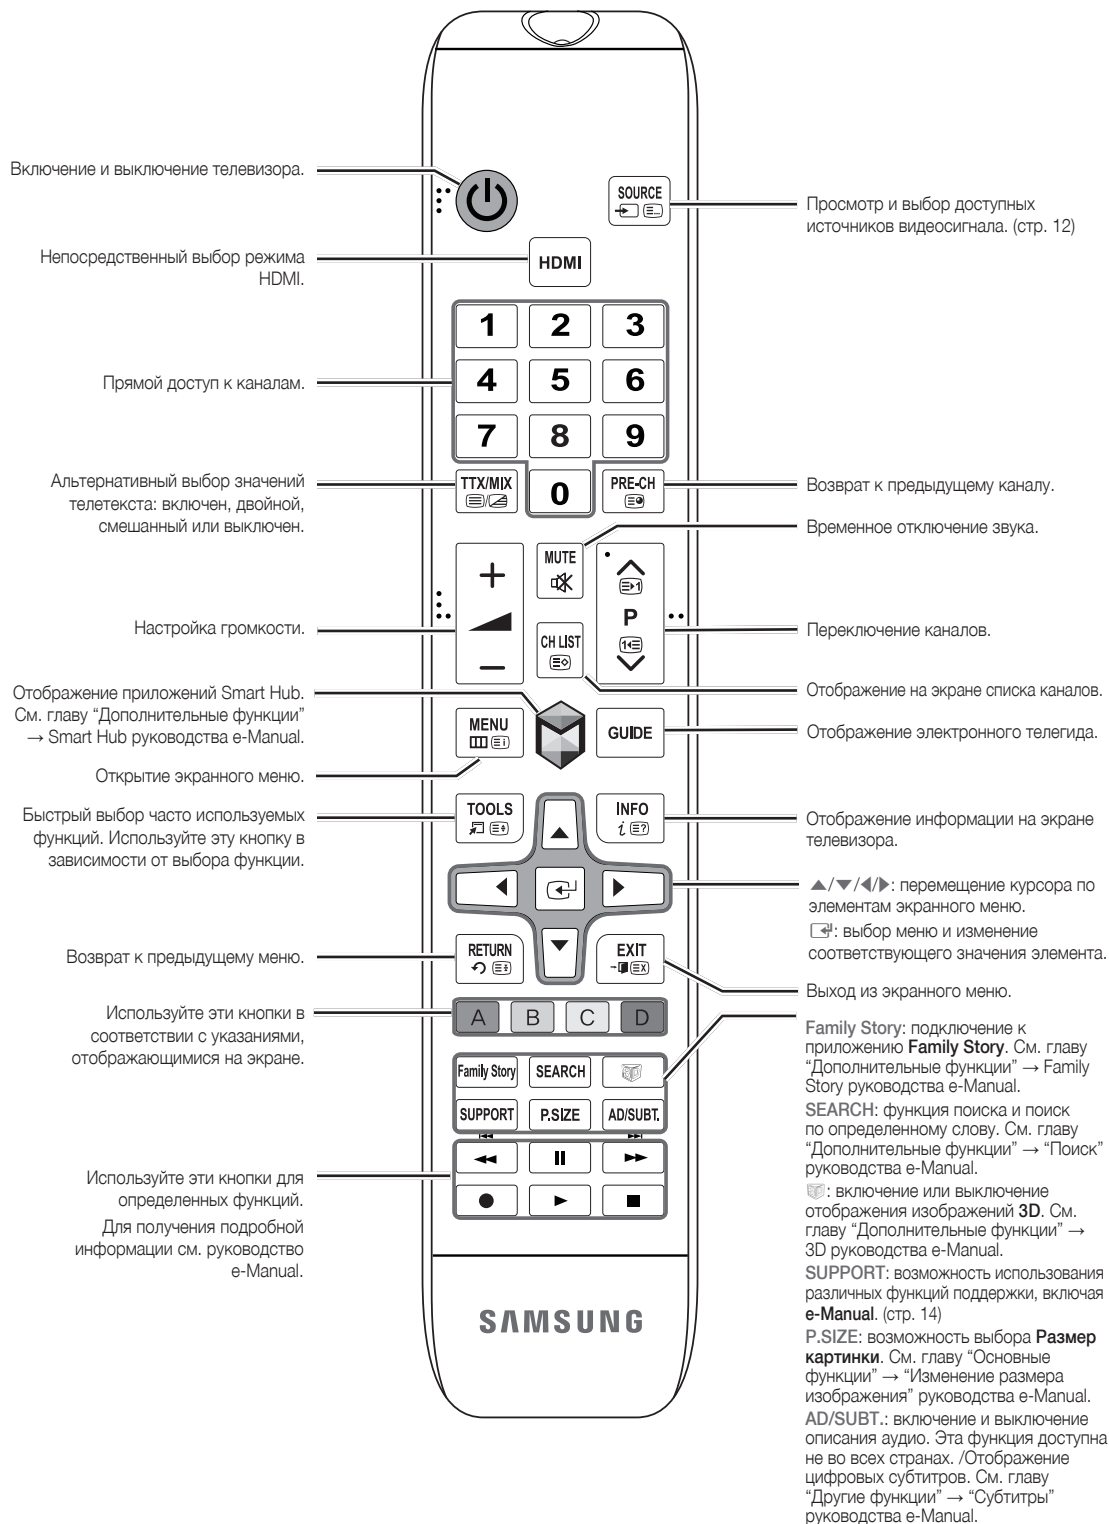 Включение и выключение телевизора.
SOURCE
Просмотр и выбор доступных
источников видеосигнала. (стр. 12)
Непосредственный выбор режима
HDMI.
HDMI
1 2 3
Прямой доступ к каналам.
4 5 6
7 8 9
Альтернативный выбор значений
телетекста: включен, двойной,
смешанный или выключен.
TTX/MIX 0 PRE-CH
Возврат к предыдущему каналу.
Временное отключение звука.
MUTE
+
P
Настройка громкости.
Переключение каналов.
CH LIST
−
Отображение на экране списка каналов.
Отображение приложений Smart Hub.
См. главу “Дополнительные функции”
→ Smart Hub руководства e-Manual.
MENU GUIDE
Отображение электронного телегида.
Открытие экранного меню.
Быстрый выбор часто используемых
функций. Используйте эту кнопку в
зависимости от выбора функции.
TOOLS INFO
Отображение информации на экране
телевизора.
▲/▼/◀/▶: перемещение курсора по
элементам экранного меню.
: выбор меню и изменение
соответствующего значения элемента.
Возврат к предыдущему меню.
RETURN EXIT
Выход из экранного меню.
Используйте эти кнопки в
соответствии с указаниями,
отображающимися на экране.
A B C D
Family Story SEARCH
SUPPORT P.SIZE AD/SUBT.
Family Story: подключение к
приложению Family Story. См. главу
“Дополнительные функции” → Family
Story руководства e-Manual.
SEARCH: функция поиска и поиск
по определенному слову. См. главу
“Дополнительные функции” → “Поиск”
руководства e-Manual.
: включение или выключение
отображения изображений 3D. См.
главу “Дополнительные функции” →
3D руководства e-Manual.
SUPPORT: возможность использования
различных функций поддержки, включая
e-Manual. (стр. 14)
P.SIZE: возможность выбора Размер
картинки. См. главу “Основные
функции” → “Изменение размера
изображения” руководства e-Manual.
AD/SUBT.: включение и выключение
описания аудио. Эта функция доступна
не во всех странах. /Отображение
цифровых субтитров. См. главу
“Другие функции” → “Субтитры”
руководства e-Manual.
Используйте эти кнопки для
определенных функций.
Для получения подробной
информации см. руководство
e-Manual.
SAMSUNG